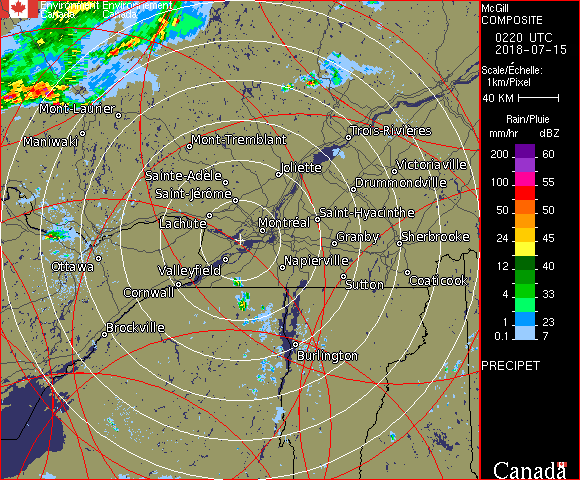 Environment Environnement
Canada Canada
McGill
COMPOSITE
0220 UTC
2018-07-15
Scale/Échelle:
1km/Pixel
40 KM
Rain/Pluie
mm/hr dBZ
200 60
150 57
100 55
50 50
24 45
12 40
4 33
1 23
0.1 7
PRECIPET
Canada
Mont-Laurier
Maniwaki
Mont-Tremblant
Trois-Rivières
Sainte-Adèle
Joliette
Victoriaville
Saint-Jérôme
Drummondville
Lachute
Montréal
Saint-Hyacinthe
Granby
Sherbrooke
Ottawa
Valleyfield
Napierville
Cornwall
Sutton
Coaticook
Brockville
Burlington